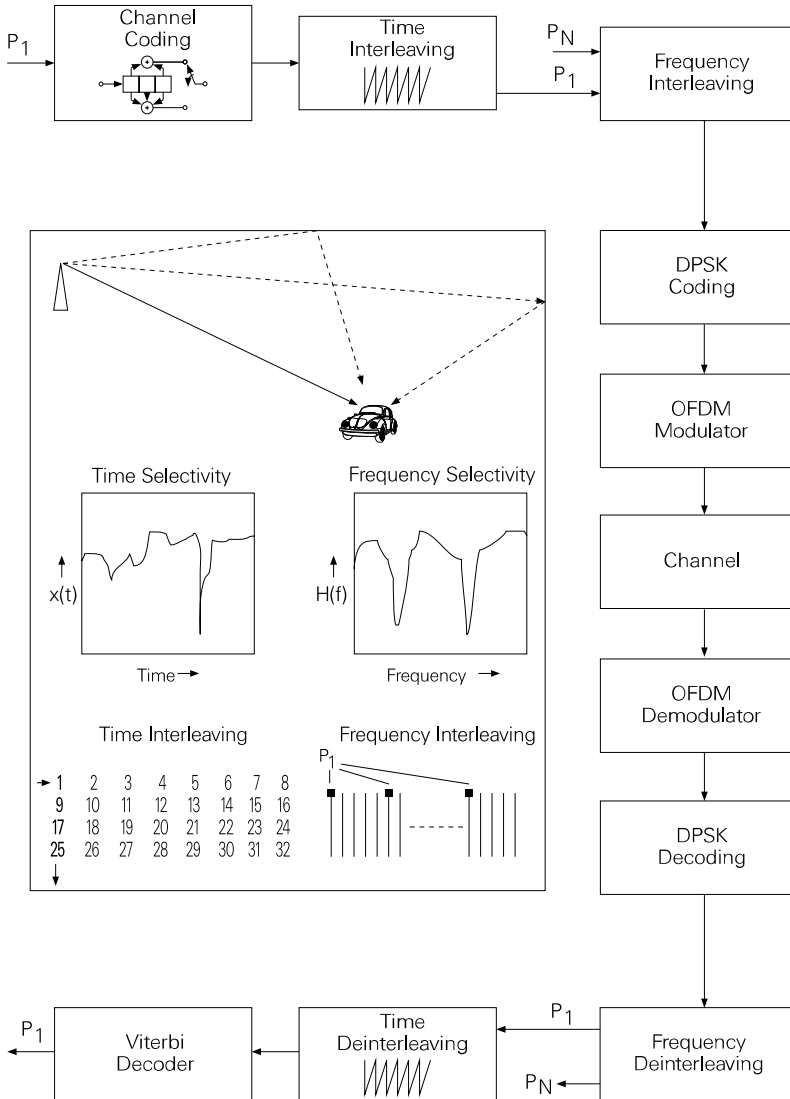 P1
Channel
Coding
Time
Interleaving
PN
P1
Frequency
Interleaving
DPSK
Coding
OFDM
Modulator
Channel
OFDM
Demodulator
DPSK
Decoding
Time Selectivity
x(t)
Time
Frequency Selectivity
H(f)
Frequency
Time Interleaving
1 2 3 4 5 6 7 8
9 10 11 12 13 14 15 16
17 18 19 20 21 22 23 24
25 26 27 28 29 30 31 32
Frequency Interleaving
P1
P1
Viterbi
Decoder
Time
Deinterleaving
P1
PN
Frequency
Deinterleaving